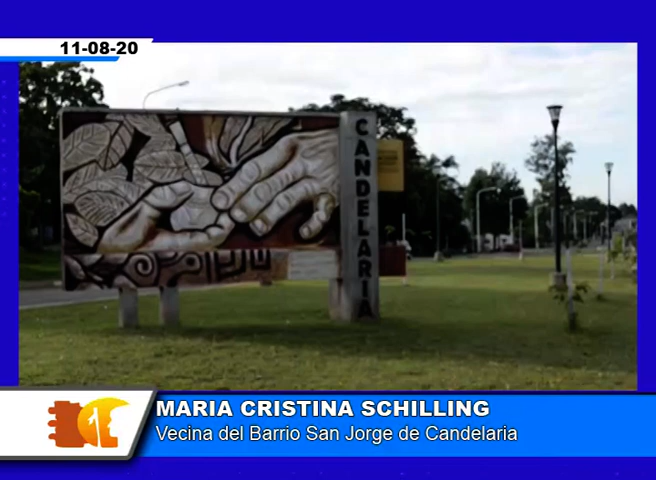 11-08-20
CANDELARIA
MARIA CRISTINA SCHILLING
Vecina del Barrio San Jorge de Candelaria